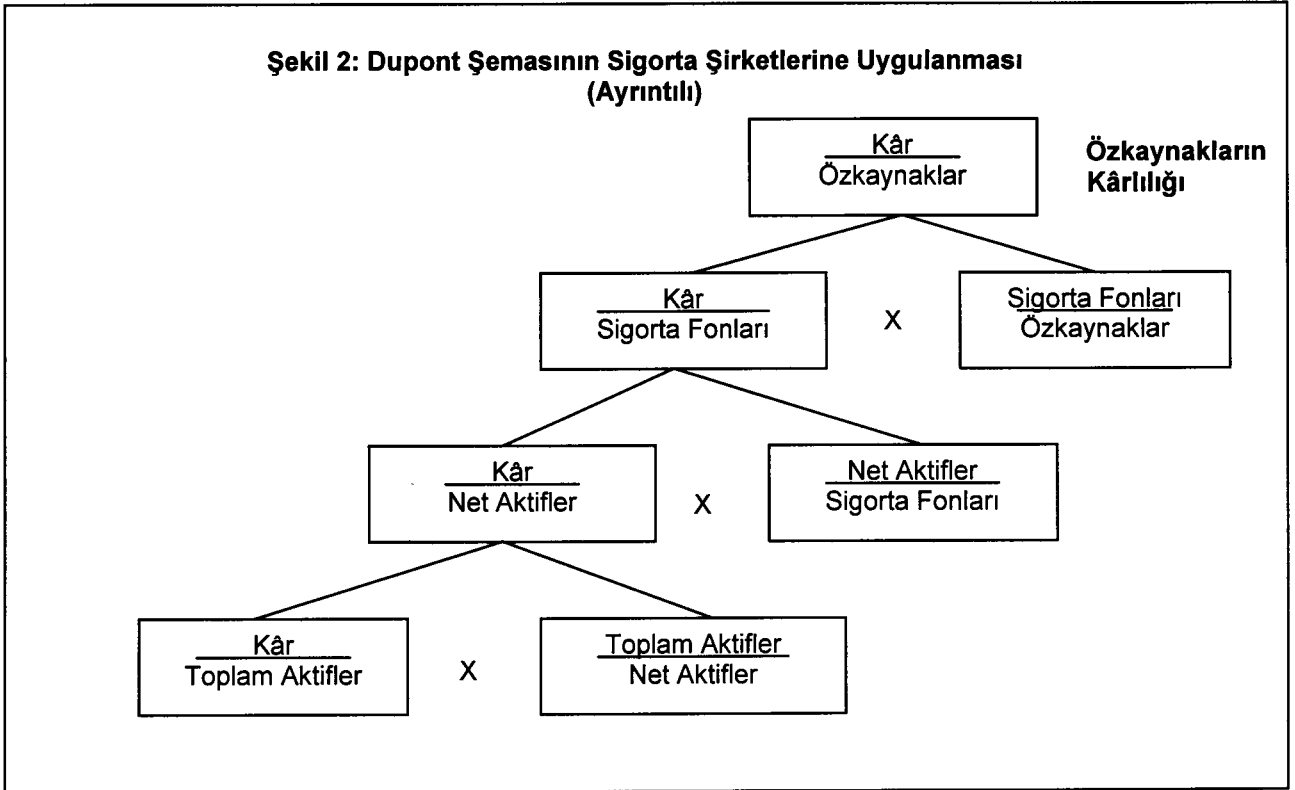 Şekil 2: Dupont Şemasının Sigorta Şirketlerine Uygulanması
(Ayrıntılı)
Kâr
Özkaynaklar
Özkaynakların
Kârlılığı
Kâr
Sigorta Fonları
X
Sigorta Fonları
Özkaynaklar
Kâr
Net Aktifler
X
Net Aktifler
Sigorta Fonları
Kâr
Toplam Aktifler
X
Toplam Aktifler
Net Aktifler